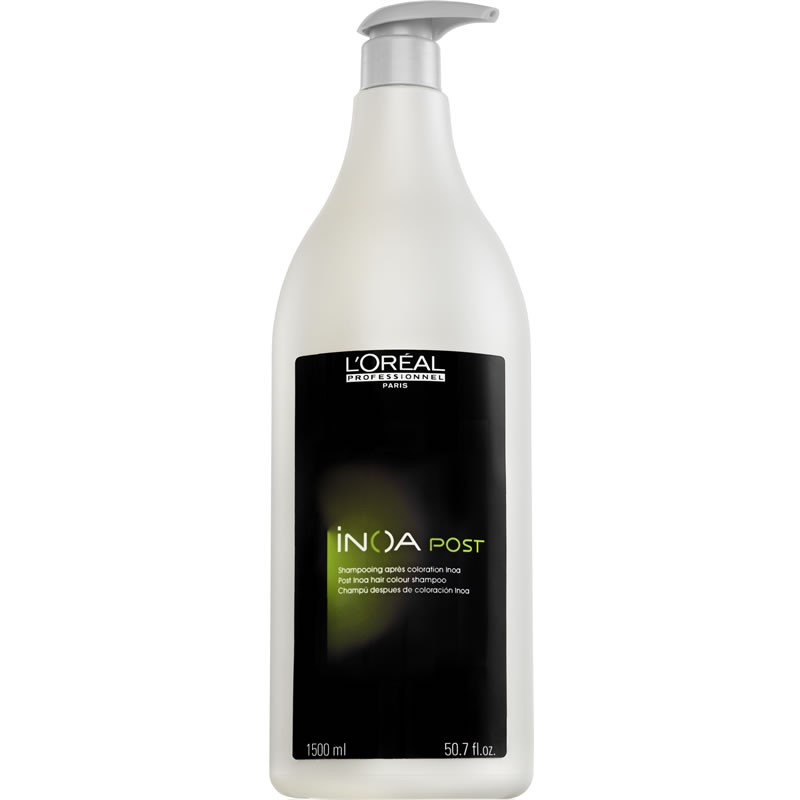 L'ORÉAL
PROFESSIONNEL
PARIS
iNOA POST
Shampooing après coloration Inoa
Post Inoa hair colour shampoo
Champú despues de coloración Inoa
1500 ml 50.7 fl.oz.